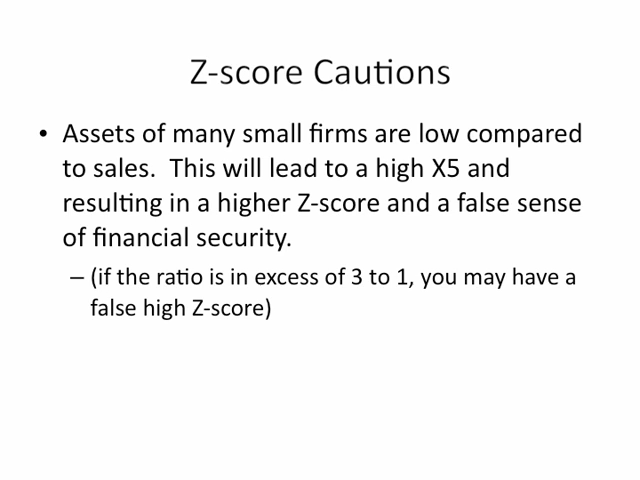 Z-score Cautions
• Assets of many small firms are low compared
to sales.  This will lead to a high X5 and
resulting in a higher Z-score and a false sense
of financial security.
– (if the ratio is in excess of 3 to 1, you may have a
false high Z-score)